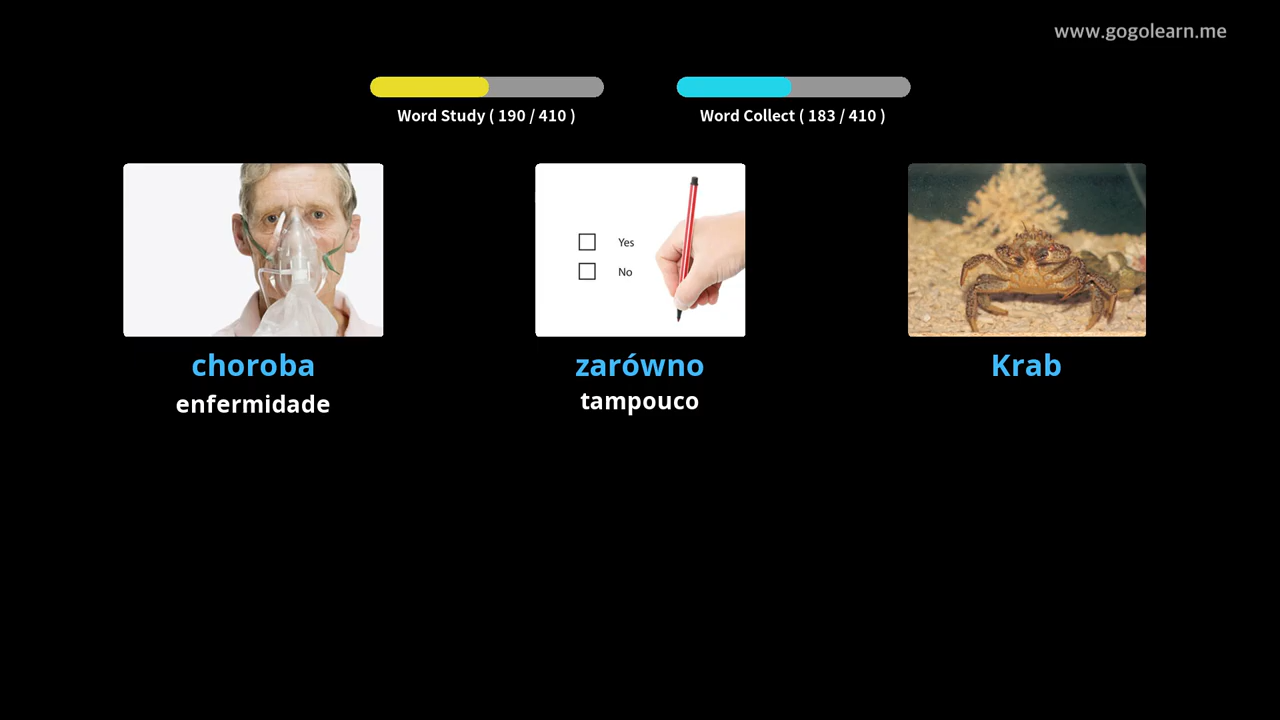 www.gogolearn.me
Word Study ( 190 / 410 )
Word Collect ( 183 / 410 )
Yes
No
choroba
enfermidade
zarówno
tampouco
Krab